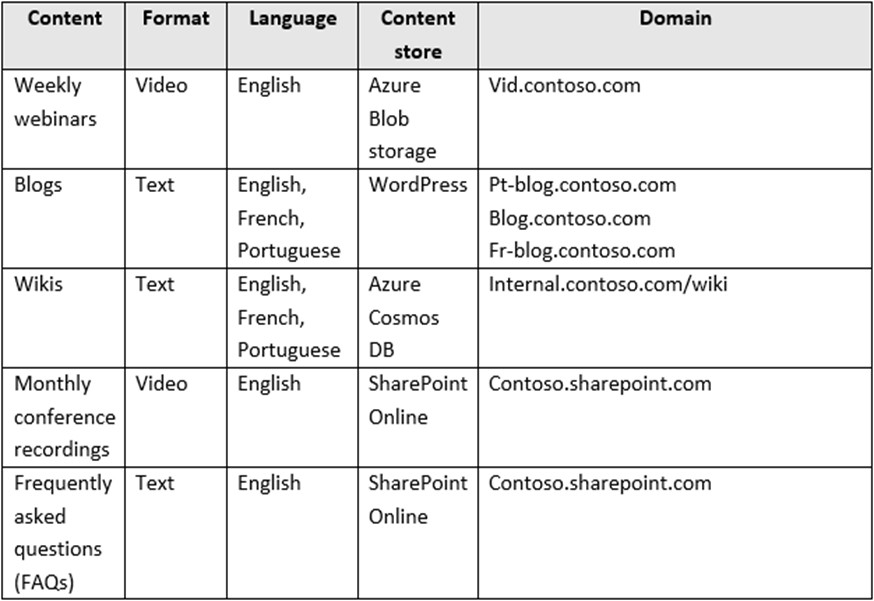 Content Format Language Content store Domain
Weekly webinars Video English Azure Blob storage Vid.contoso.com
Blogs Text English, French, Portuguese WordPress Pt-blog.contoso.com Blog.contoso.com Fr-blog.contoso.com
Wikis Text English, French, Portuguese Azure Cosmos DB Internal.contoso.com/wiki
Monthly conference recordings Video English SharePoint Online Contoso.sharepoint.com
Frequently asked questions (FAQs) Text English SharePoint Online Contoso.sharepoint.com